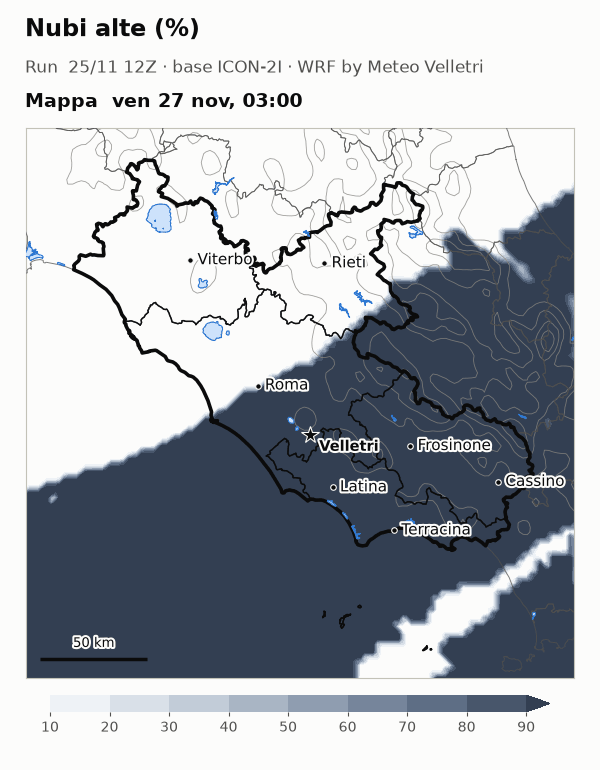 Nubi alte (%)
Run  25/11 12Z · base ICON-2I · WRF by Meteo Velletri
Mappa  ven 27 nov, 03:00
Viterbo
Rieti
Roma
Velletri
Frosinone
Cassino
Latina
Terracina
50 km
10 20 30 40 50 60 70 80 90